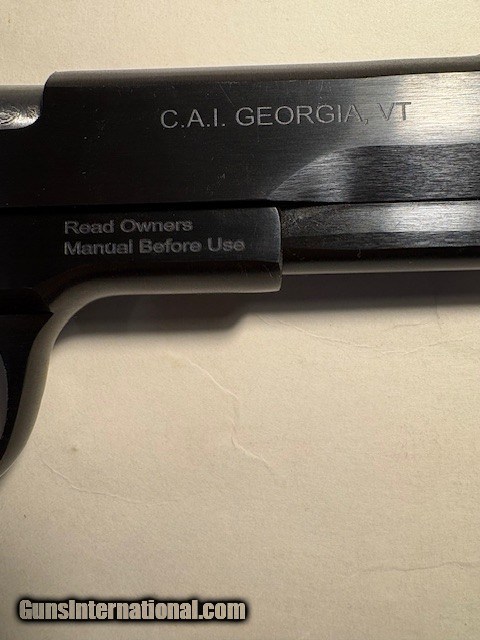 C.A.I. GEORGIA, VT
Read Owners
Manual Before Use
GunsInternational.com